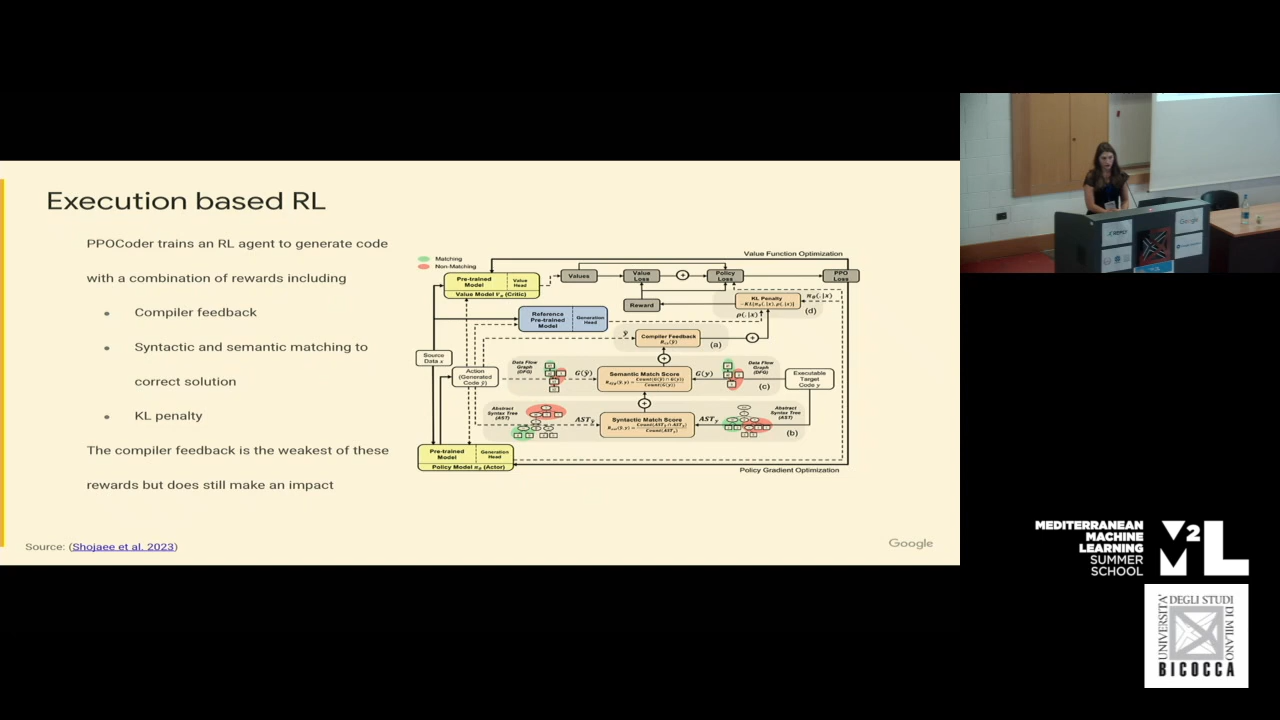 Execution based RL
PPOCoder trains an RL agent to generate code
with a combination of rewards including
Compiler feedback
Syntactic and semantic matching to
correct solution
KL penalty
The compiler feedback is the weakest of these
rewards but does still make an impact
Source: (Shojaee et al. 2023)
Google
Matching
Non-Matching
Value Function Optimization
Pre-trained
Model
Value
Head
Value Model
(Critic)
Values
Value
Loss
Policy
Loss
PPO
Loss
Reward
KL Penalty
(d)
Reference
Pre-trained
Model
Generation
Head
Compiler Feedback
(a)
Source
Data x
Action
(Generated
Code ŷ)
Data Flow
Graph
(DFG)
G(ŷ)
Semantic Match Score
G(y)
Data Flow
Graph
(DFG)
(c)
Executable
Target
Code y
Abstract
Syntax Tree
(AST)
Syntactic Match Score
Abstract
Syntax Tree
(AST)
(b)
Pre-trained
Model
Generation
Head
Policy Model
(Actor)
Policy Gradient Optimization
MEDITERRANEAN
MACHINE
LEARNING
SUMMER
SCHOOL
M2L
UNIVERSITA'
DEGLI STUDI
DI MILANO
BICOCCA
Google